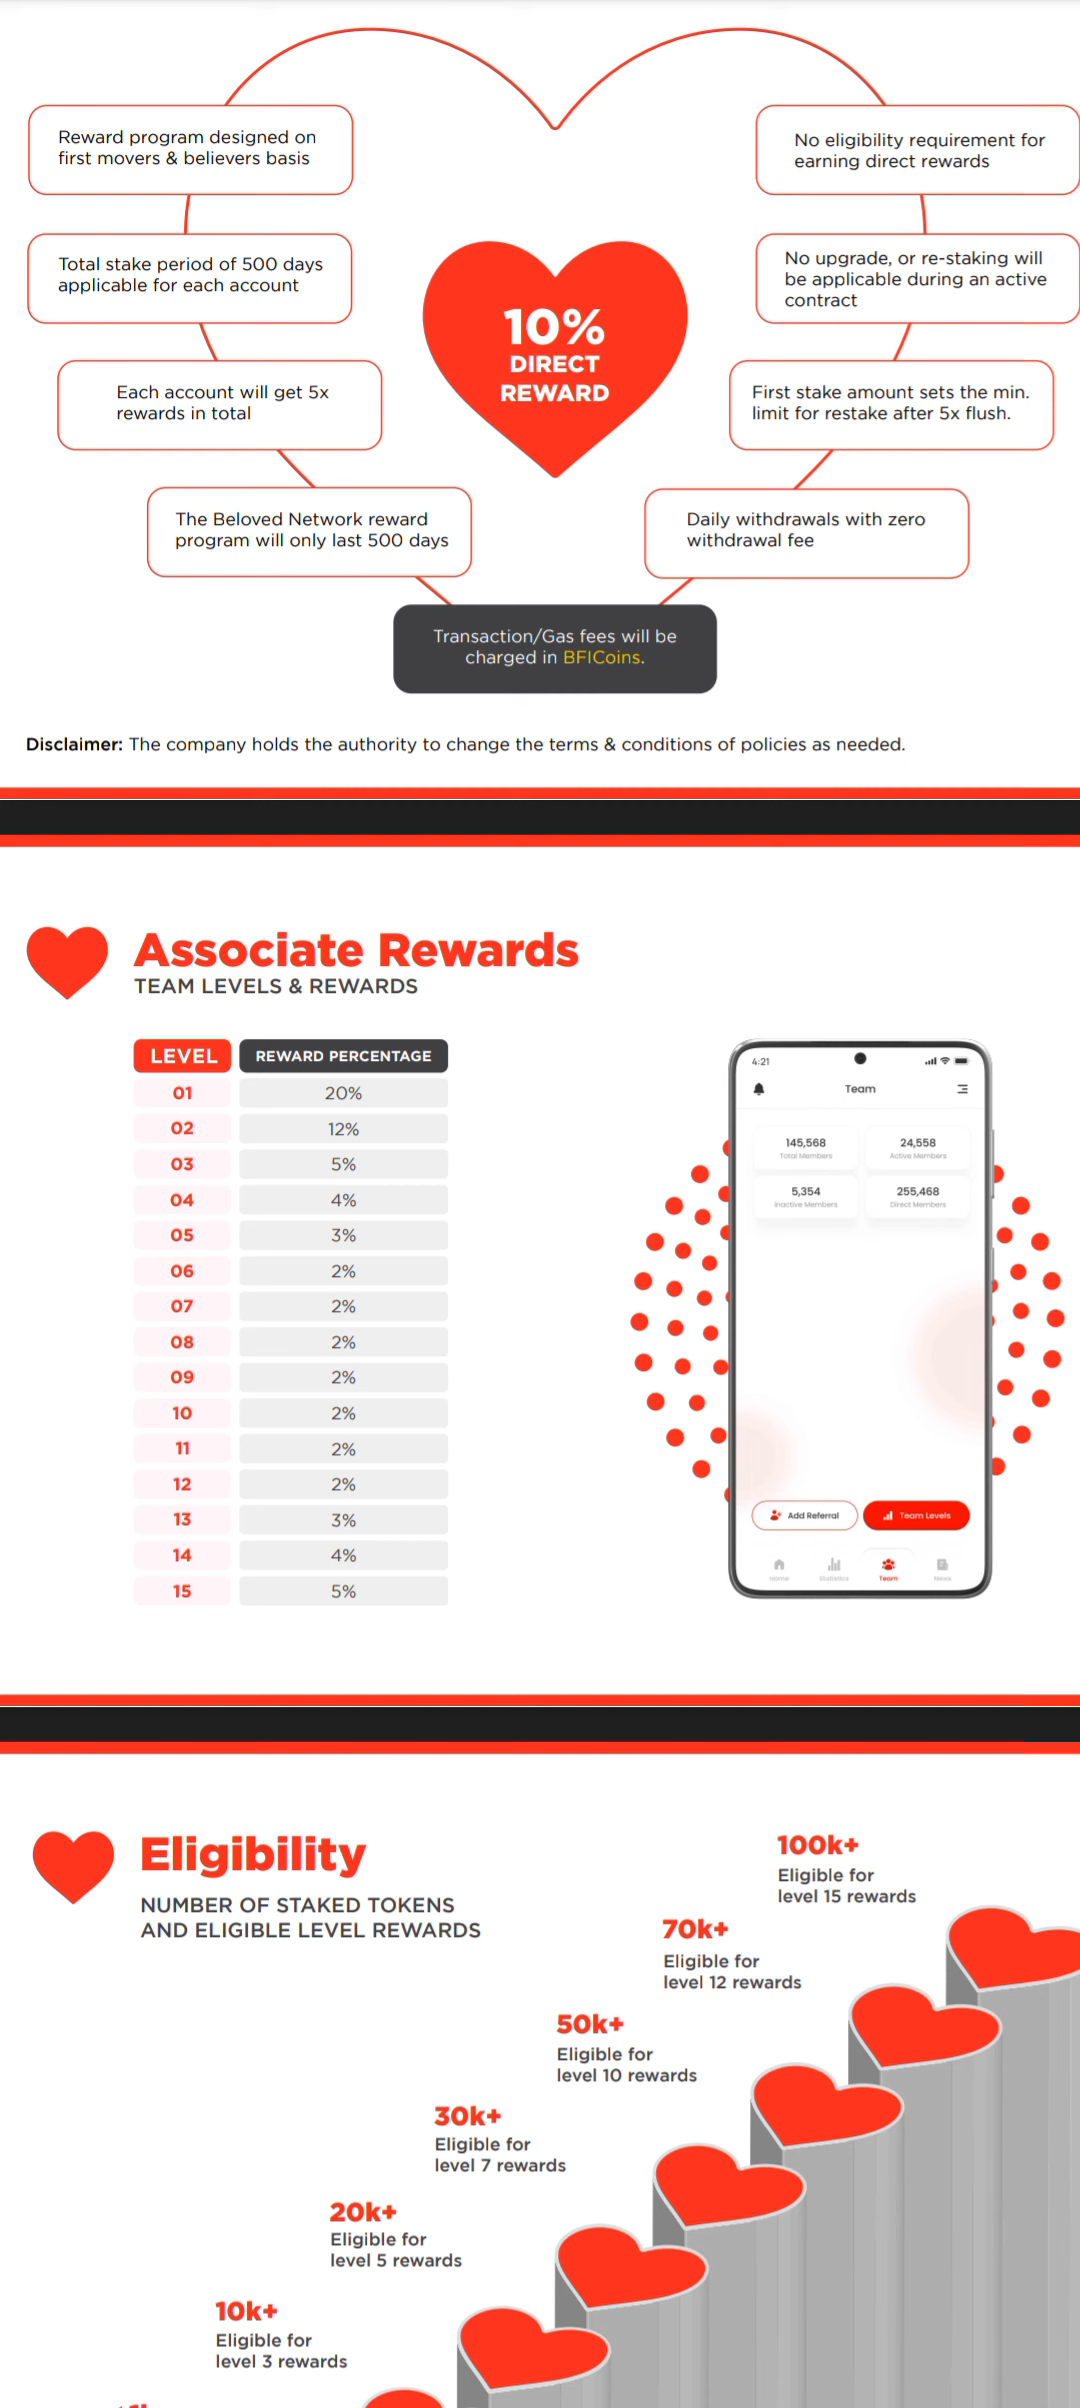 Reward program designed on
first movers & believers basis
No eligibility requirement for
earning direct rewards
Total stake period of 500 days
applicable for each account
No upgrade, or re-staking will
be applicable during an active
contract
10%
DIRECT
REWARD
Each account will get 5x
rewards in total
First stake amount sets the min.
limit for restake after 5x flush.
The Beloved Network reward
program will only last 500 days
Daily withdrawals with zero
withdrawal fee
Transaction/Gas fees will be
charged in BFICoins.
Disclaimer: The company holds the authority to change the terms & conditions of policies as needed.
Associate Rewards
TEAM LEVELS & REWARDS
LEVEL REWARD PERCENTAGE
01 20%
02 12%
03 5%
04 4%
05 3%
06 2%
07 2%
08 2%
09 2%
10 2%
11 2%
12 2%
13 3%
14 4%
15 5%
4:21
Team
145,568
Total Members
24,558
Active Members
5,354
Inactive Members
255,468
Direct Members
Add Referral
Team Levels
Home Statistics Team News
Eligibility
NUMBER OF STAKED TOKENS
AND ELIGIBLE LEVEL REWARDS
100k+
Eligible for
level 15 rewards
70k+
Eligible for
level 12 rewards
50k+
Eligible for
level 10 rewards
30k+
Eligible for
level 7 rewards
20k+
Eligible for
level 5 rewards
10k+
Eligible for
level 3 rewards